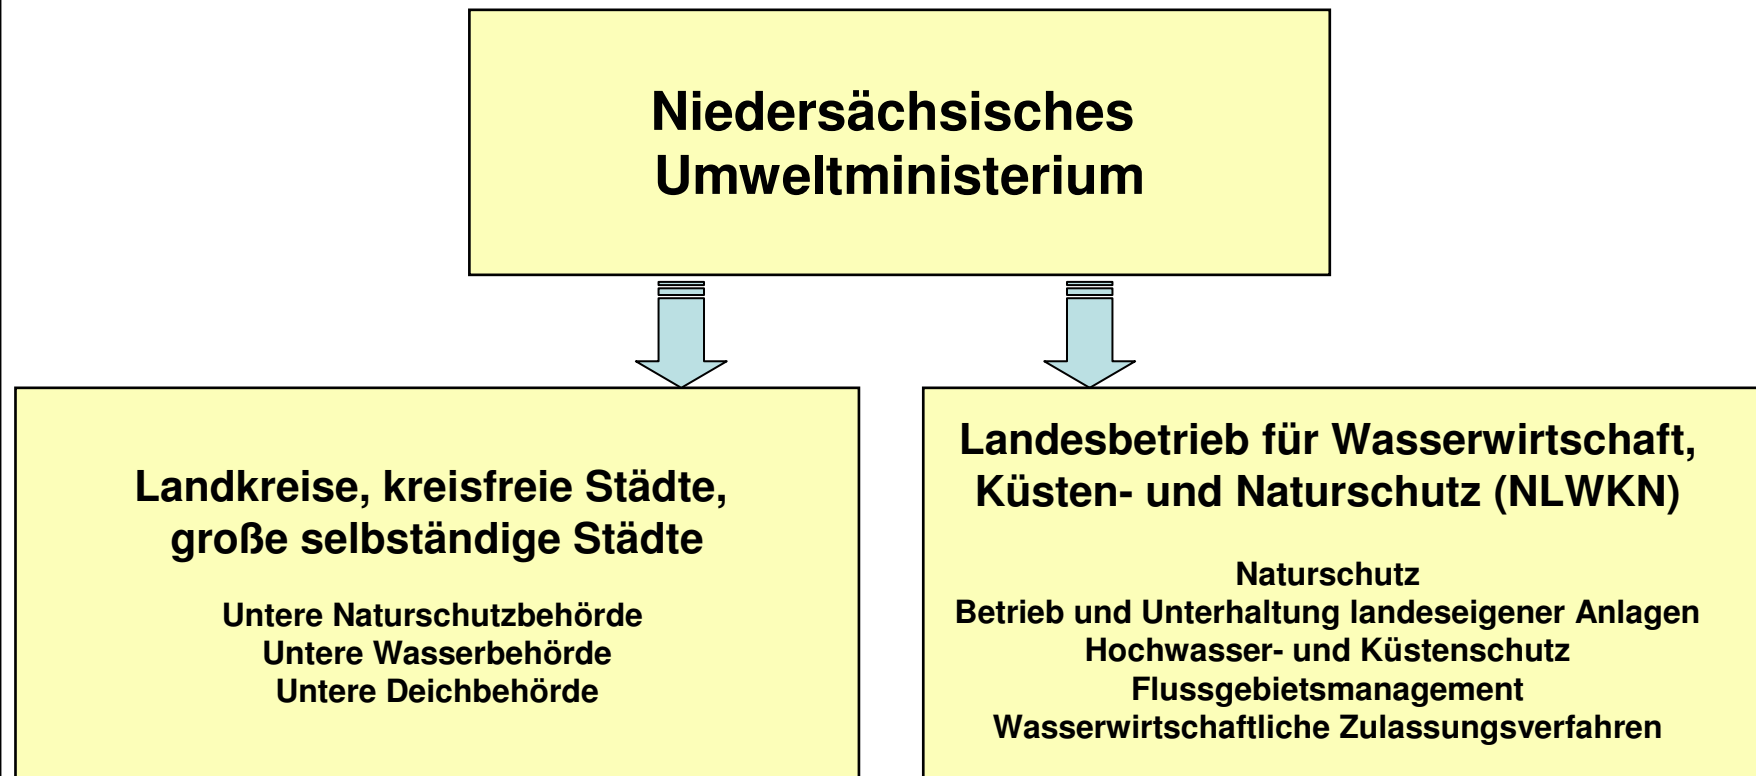 Niedersächsisches
Umweltministerium
Landkreise, kreisfreie Städte,
große selbständige Städte
Untere Naturschutzbehörde
Untere Wasserbehörde
Untere Deichbehörde
Landesbetrieb für Wasserwirtschaft,
Küsten- und Naturschutz (NLWKN)
Naturschutz
Betrieb und Unterhaltung landeseigener Anlagen
Hochwasser- und Küstenschutz
Flussgebietsmanagement
Wasserwirtschaftliche Zulassungsverfahren